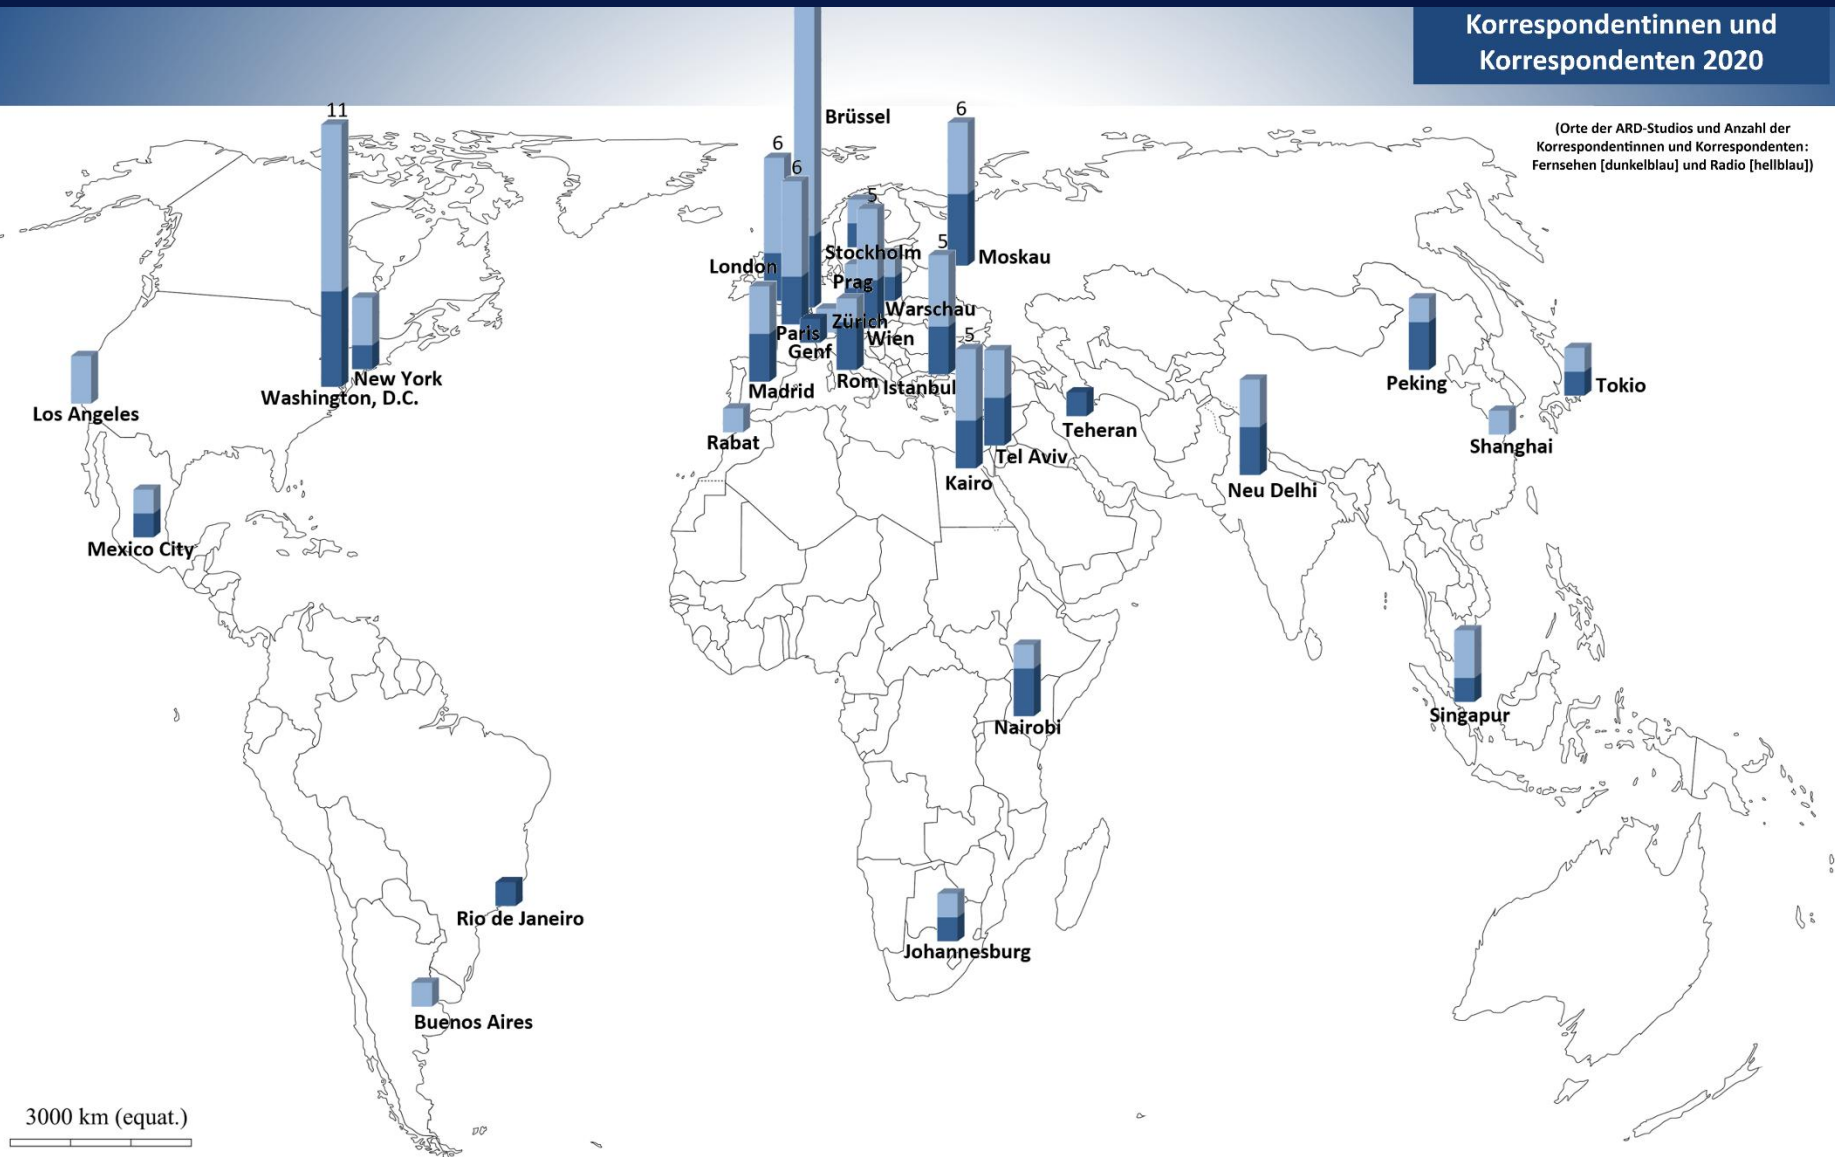 Korrespondentinnen und
Korrespondenten 2020
(Orte der ARD-Studios und Anzahl der
Korrespondentinnen und Korrespondenten:
Fernsehen [dunkelblau] und Radio [hellblau])
11
Brüssel
6
6
6
5
Stockholm
London
5
Moskau
Prag
Warschau
Zürich
Paris
Wien
Genf
5
Madrid
Rom
Istanbul
New York
Washington, D.C.
Los Angeles
Rabat
Teheran
Tel Aviv
Kairo
Peking
Tokio
Shanghai
Neu Delhi
Mexico City
Nairobi
Singapur
Rio de Janeiro
Johannesburg
Buenos Aires
3000 km (equat.)